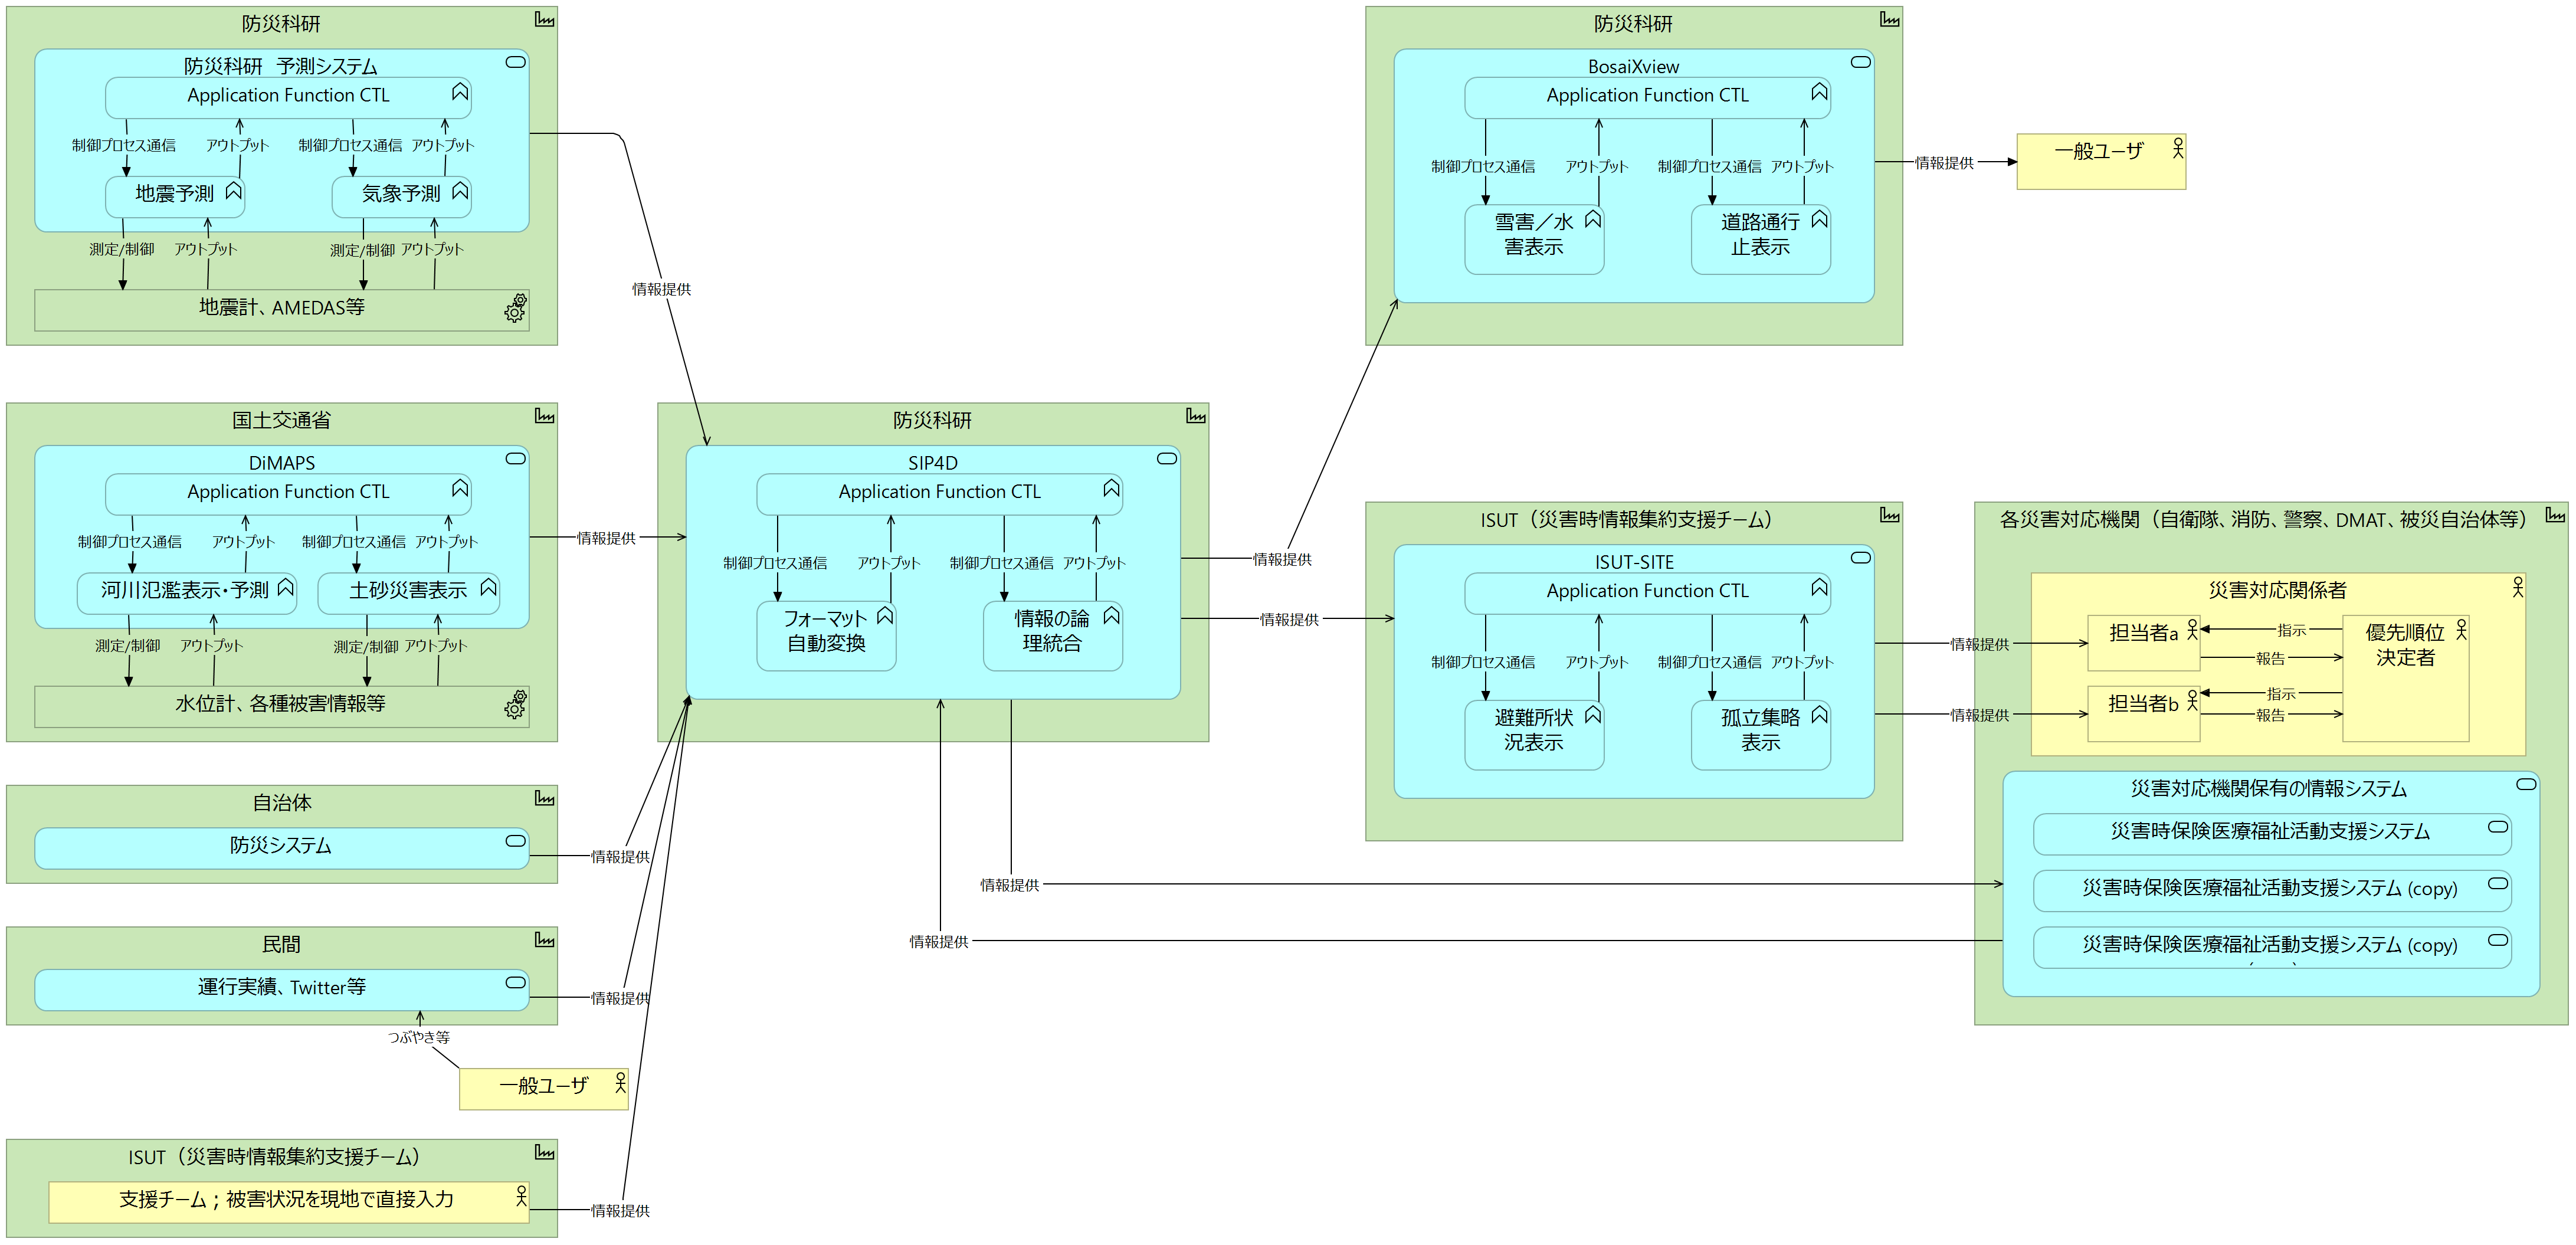 防災科研
防災科研　予測システム
Application Function CTL
制御プロセス通信
アウトプット
制御プロセス通信
アウトプット
地震予測
気象予測
測定/制御
アウトプット
測定/制御
アウトプット
地震計、AMEDAS等
情報提供
国土交通省
DiMAPS
Application Function CTL
制御プロセス通信
アウトプット
制御プロセス通信
アウトプット
河川氾濫表示・予測
土砂災害表示
測定/制御
アウトプット
測定/制御
アウトプット
水位計、各種被害情報等
情報提供
自治体
防災システム
情報提供
民間
運行実績、Twitter等
情報提供
つぶやき等
一般ユーザ
ISUT（災害時情報集約支援チーム）
支援チーム；被害状況を現地で直接入力
情報提供
防災科研
SIP4D
Application Function CTL
制御プロセス通信
アウトプット
制御プロセス通信
アウトプット
フォーマット
自動変換
情報の論
理統合
情報提供
情報提供
情報提供
情報提供
防災科研
BosaiXview
Application Function CTL
制御プロセス通信
アウトプット
制御プロセス通信
アウトプット
雪害／水
害表示
道路通行
止表示
情報提供
一般ユーザ
ISUT（災害時情報集約支援チーム）
ISUT-SITE
Application Function CTL
制御プロセス通信
アウトプット
制御プロセス通信
アウトプット
避難所状
況表示
孤立集略
表示
情報提供
情報提供
各災害対応機関（自衛隊、消防、警察、DMAT、被災自治体等）
災害対応関係者
担当者a
指示
報告
優先順位
決定者
担当者b
指示
報告
災害対応機関保有の情報システム
災害時保険医療福祉活動支援システム
災害時保険医療福祉活動支援システム (copy)
災害時保険医療福祉活動支援システム (copy)